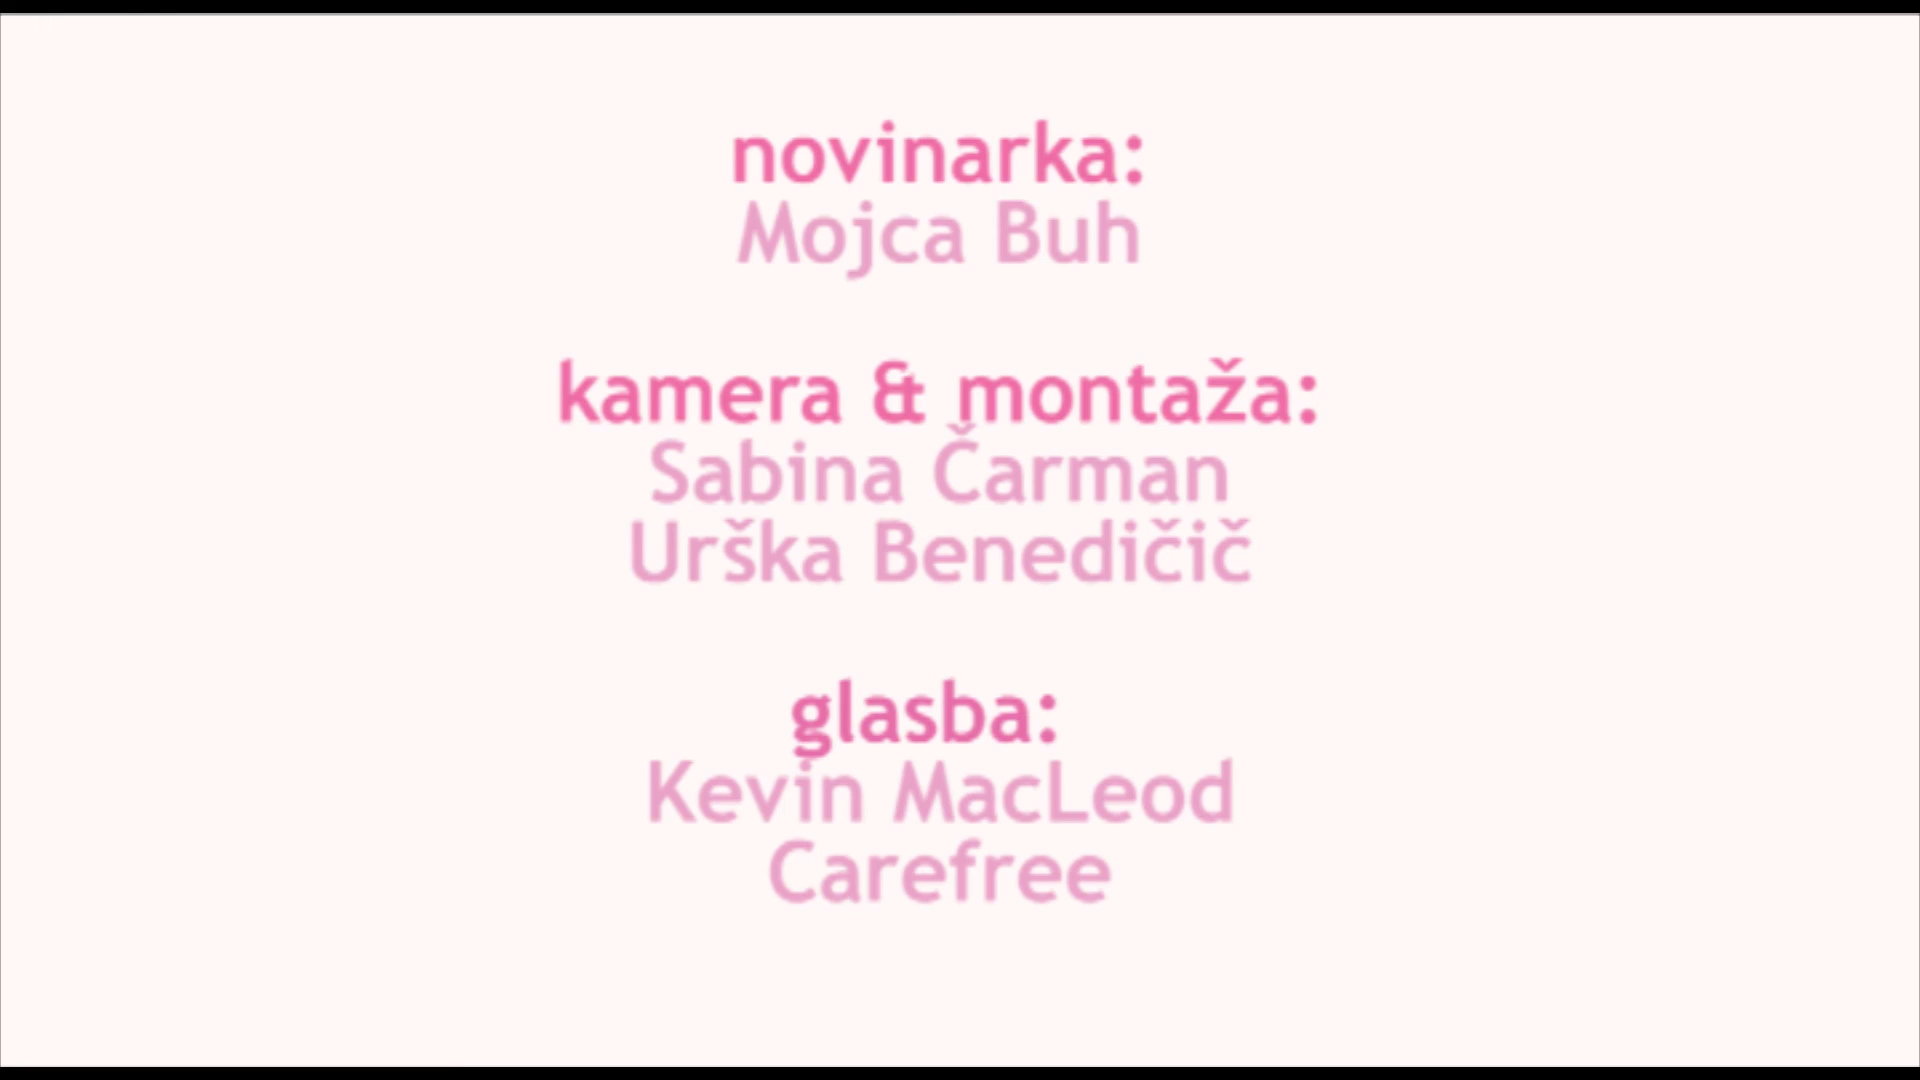 novinarka:
Mojca Buh
kamera & montaža:
Sabina Čarman
Urška Benedičič
glasba:
Kevin MacLeod
Carefree